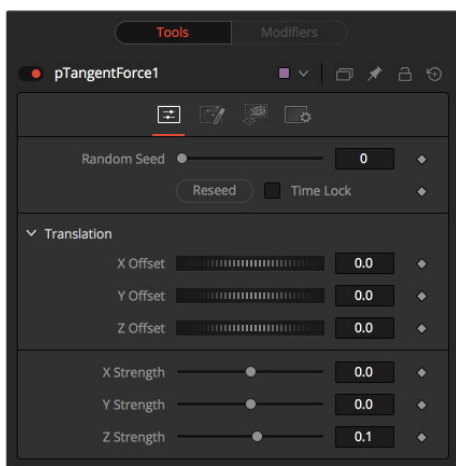 Tools Modifiers
pTangentForce1
Random Seed 0
Reseed Time Lock
Translation
X Offset 0.0
Y Offset 0.0
Z Offset 0.0
X Strength 0.0
Y Strength 0.0
Z Strength 0.1